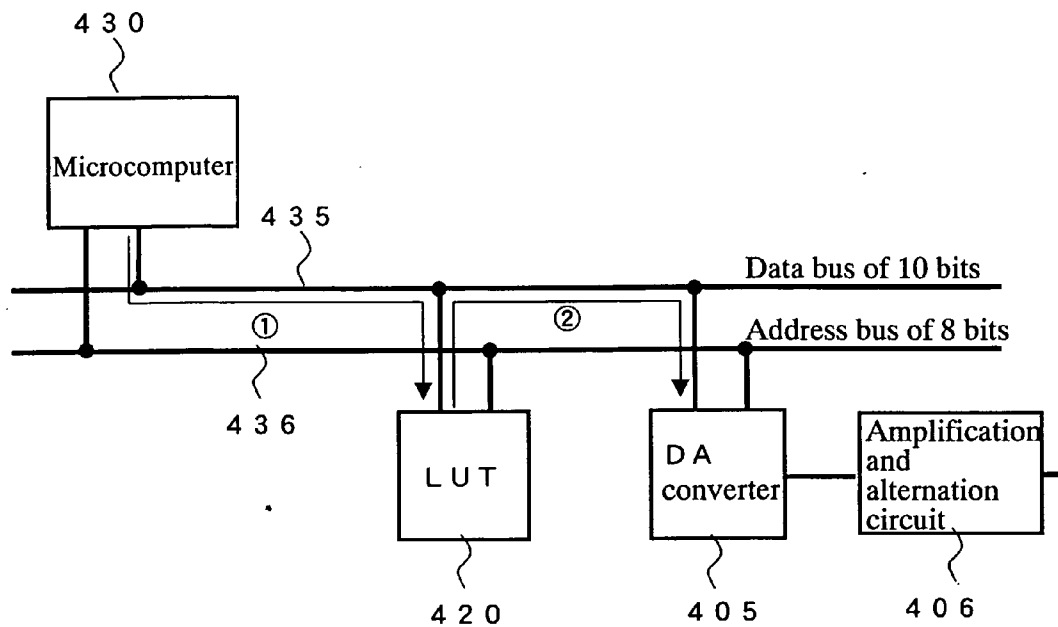 ４３０
Microcomputer
４３５
Data bus of 10 bits
①
②
Address bus of 8 bits
４３６
ＬＵＴ
ＤＡ
converter
Amplification
and
alternation
circuit
４２０
４０５
４０６